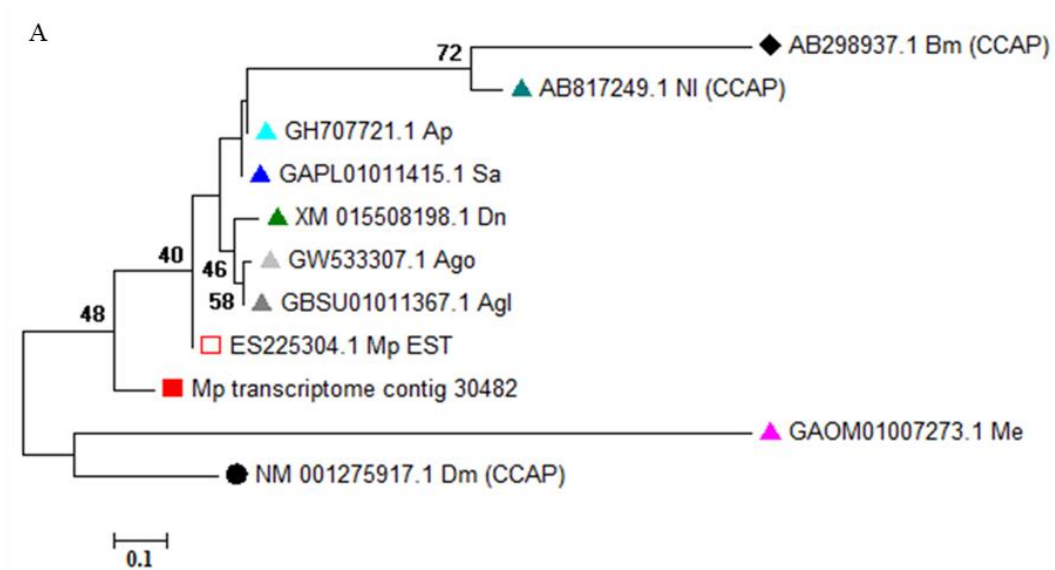 A
72
AB298937.1 Bm (CCAP)
AB817249.1 Nl (CCAP)
GH707721.1 Ap
GAPL01011415.1 Sa
XM 015508198.1 Dn
40
46
GW533307.1 Ago
58
GBSU01011367.1 Agl
48
ES225304.1 Mp EST
Mp transcriptome contig 30482
GAOM01007273.1 Me
NM 001275917.1 Dm (CCAP)
0.1